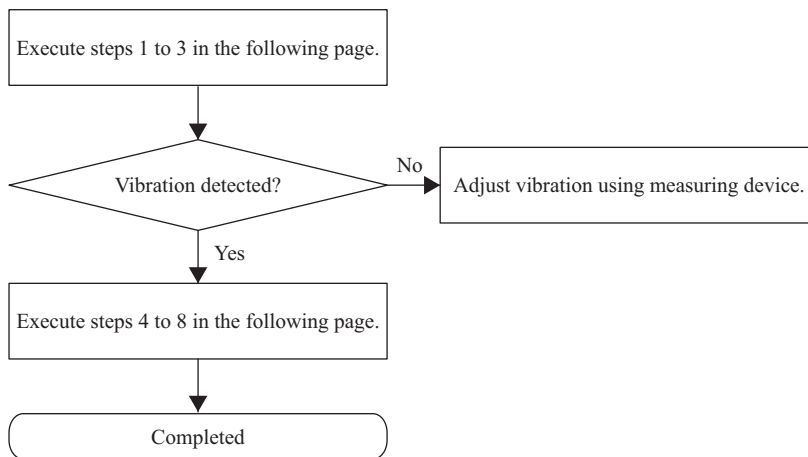 Execute steps 1 to 3 in the following page.
Vibration detected?
No
Adjust vibration using measuring device.
Yes
Execute steps 4 to 8 in the following page.
Completed